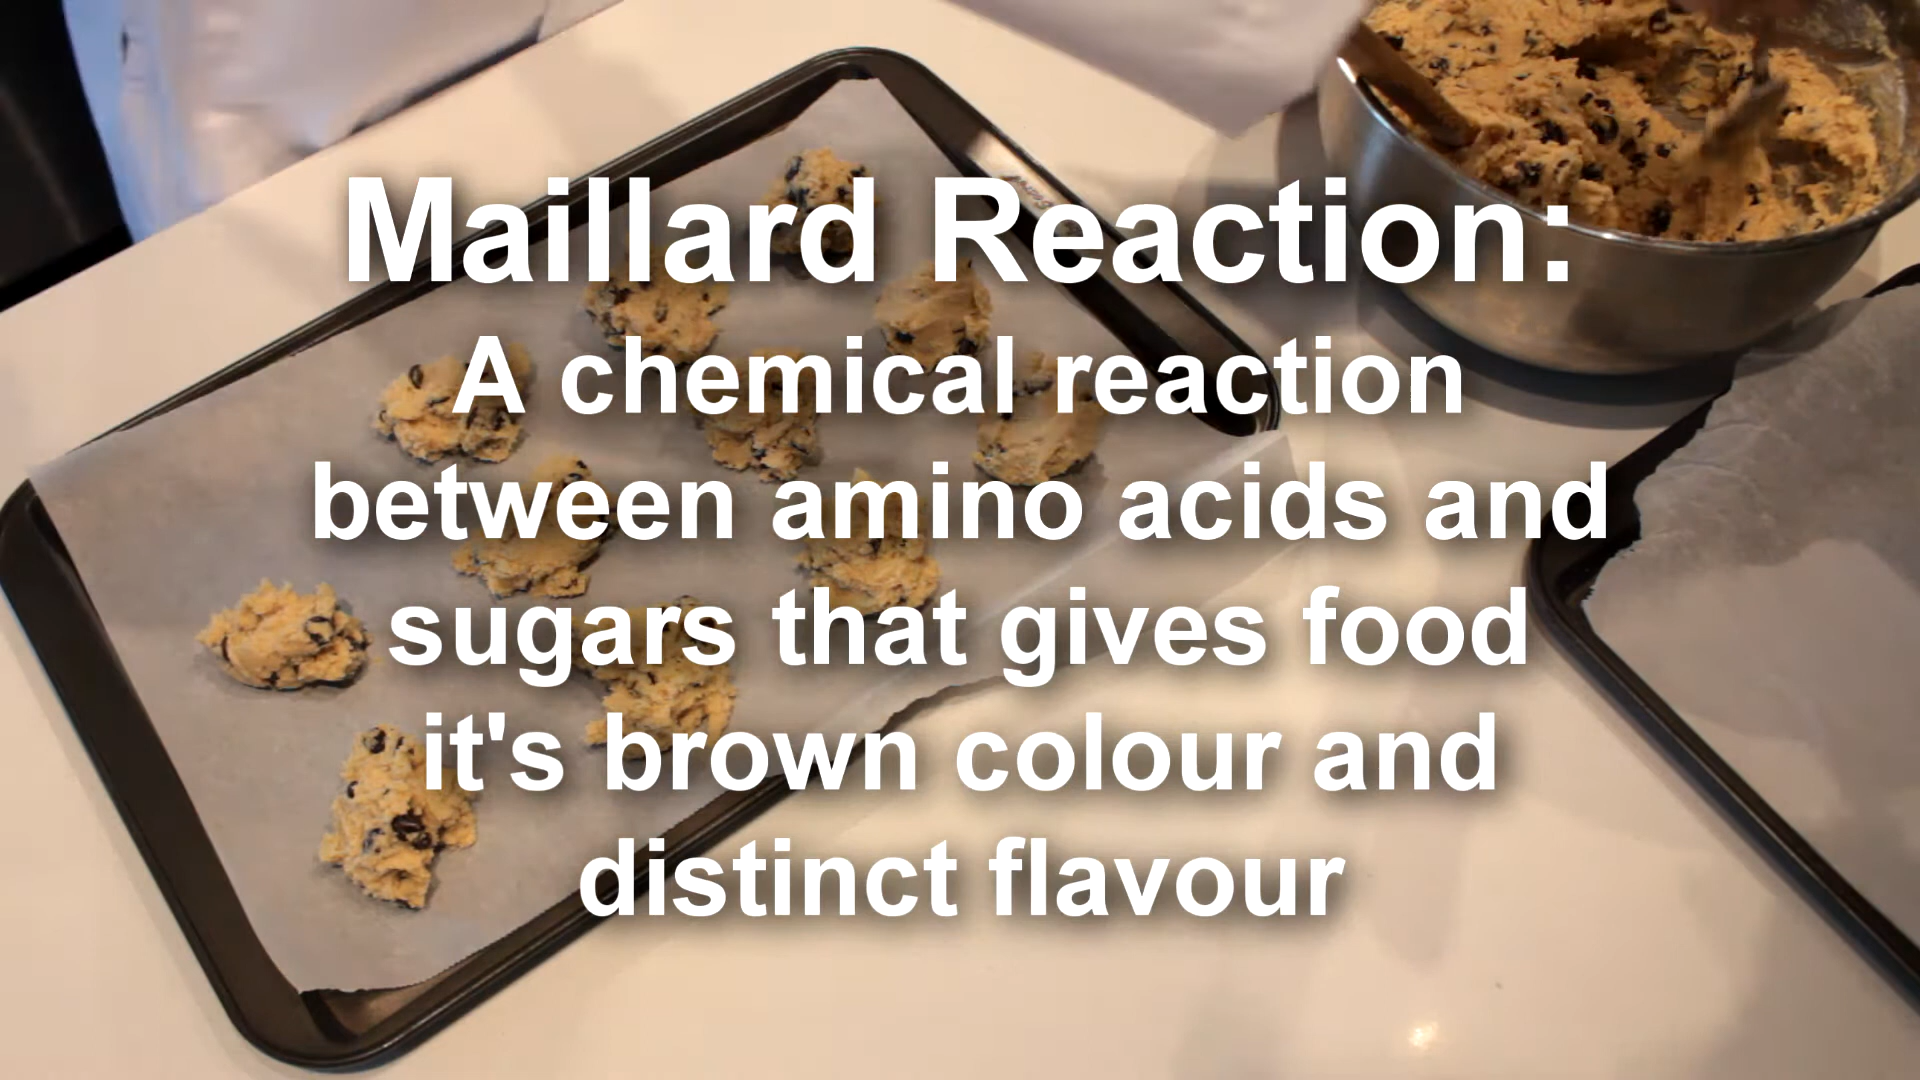 Maillard Reaction:
A chemical reaction
between amino acids and
sugars that gives food
it's brown colour and
distinct flavour